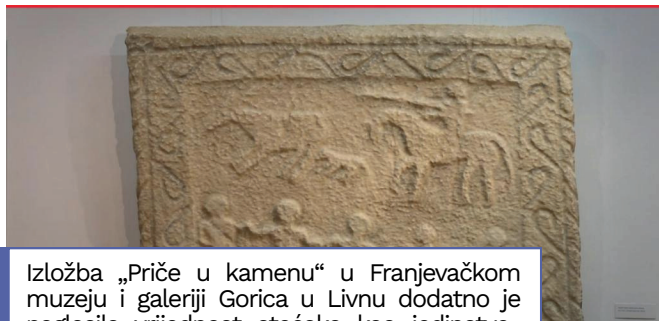 Izložba „Priče u kamenu“ u Franjevačkom
muzeju i galeriji Gorica u Livnu dodatno je